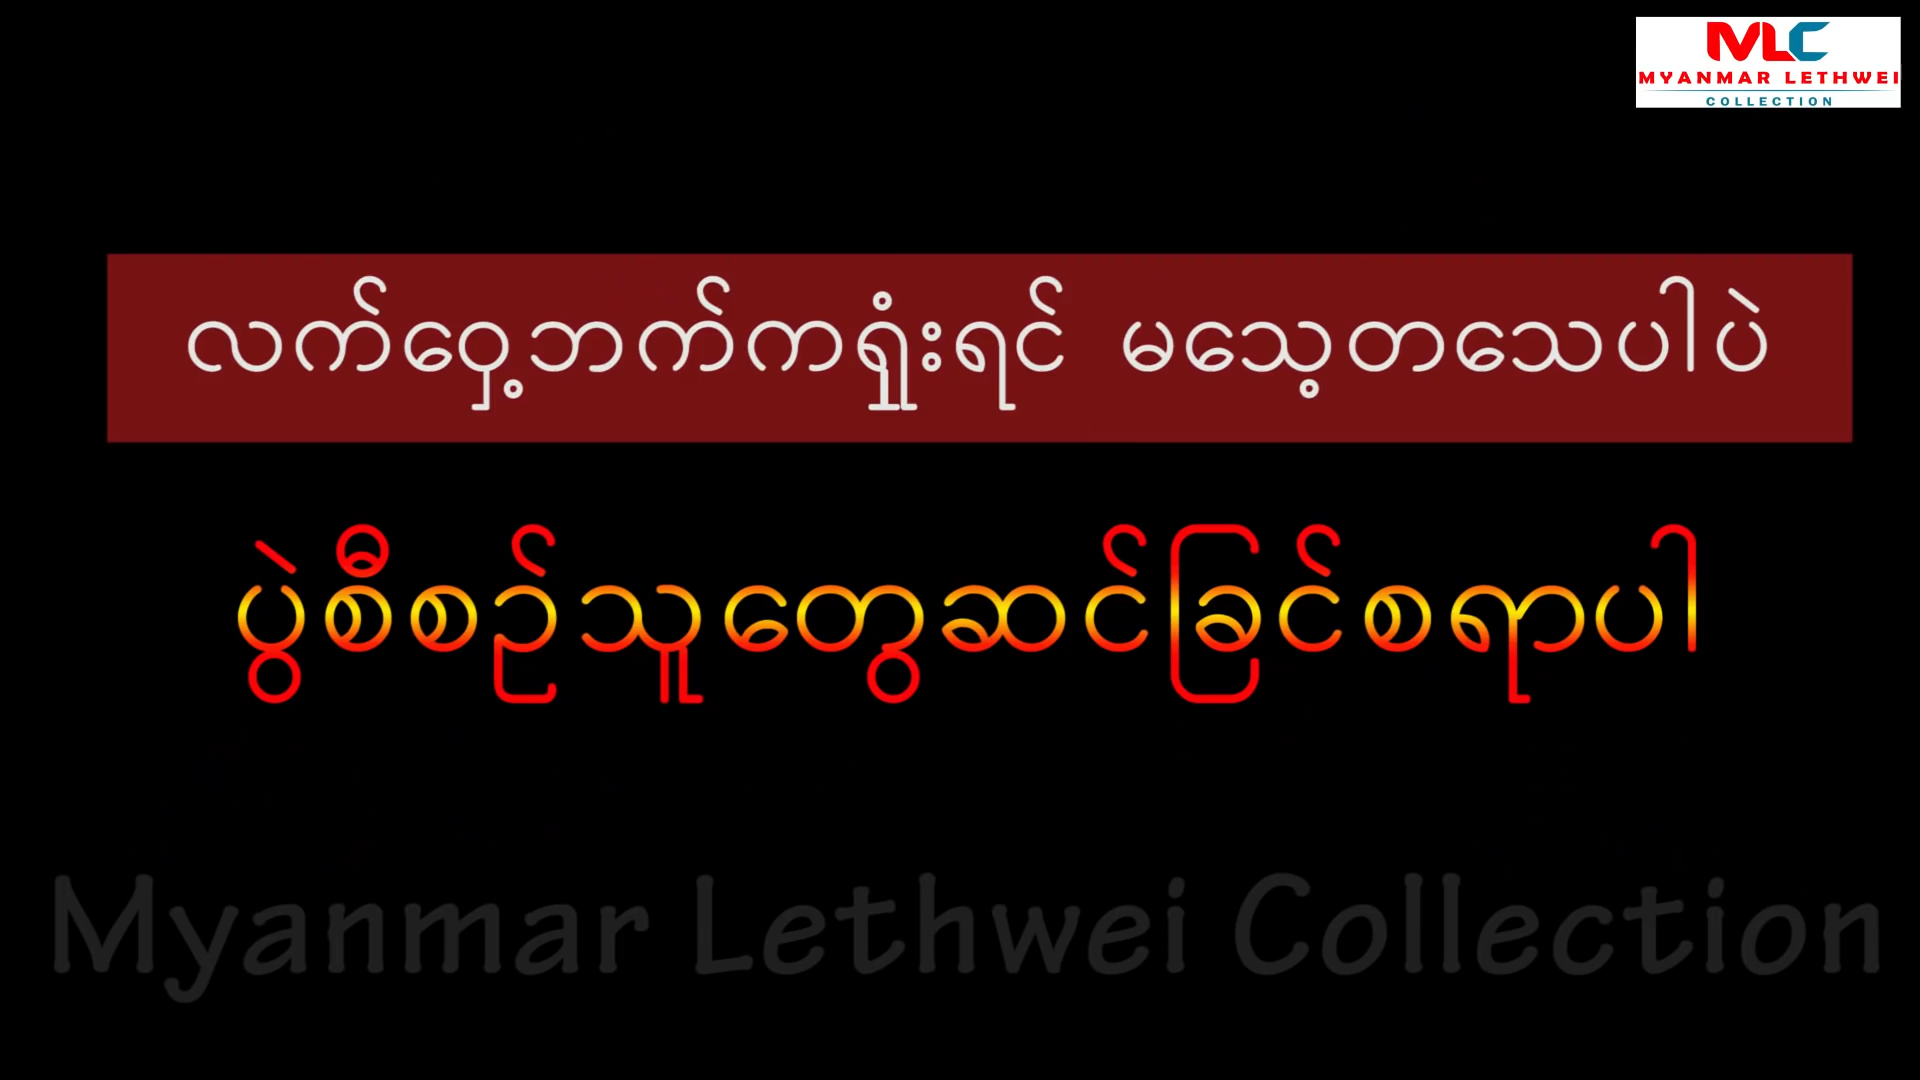 MLC
MYANMAR LETHWEI
COLLECTION
လက်ဝှေ့ဘက်ကရှုံးရင် မသေ့တသေပါပဲ
ပွဲစီစဉ်သူတွေဆင်ခြင်စရာပါ
Myanmar Lethwei Collection